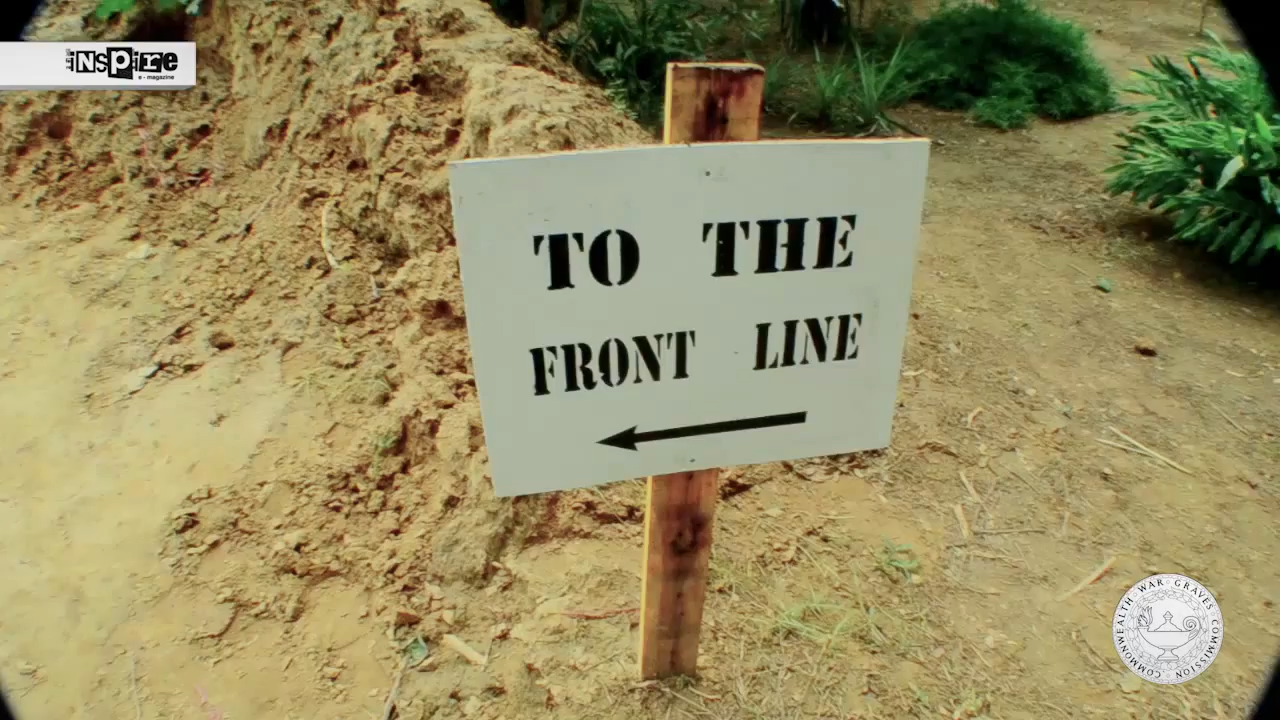 iNSPiRe
e - magazine
TO THE
FRONT LINE
COMMONWEALTH WAR GRAVES COMMISSION